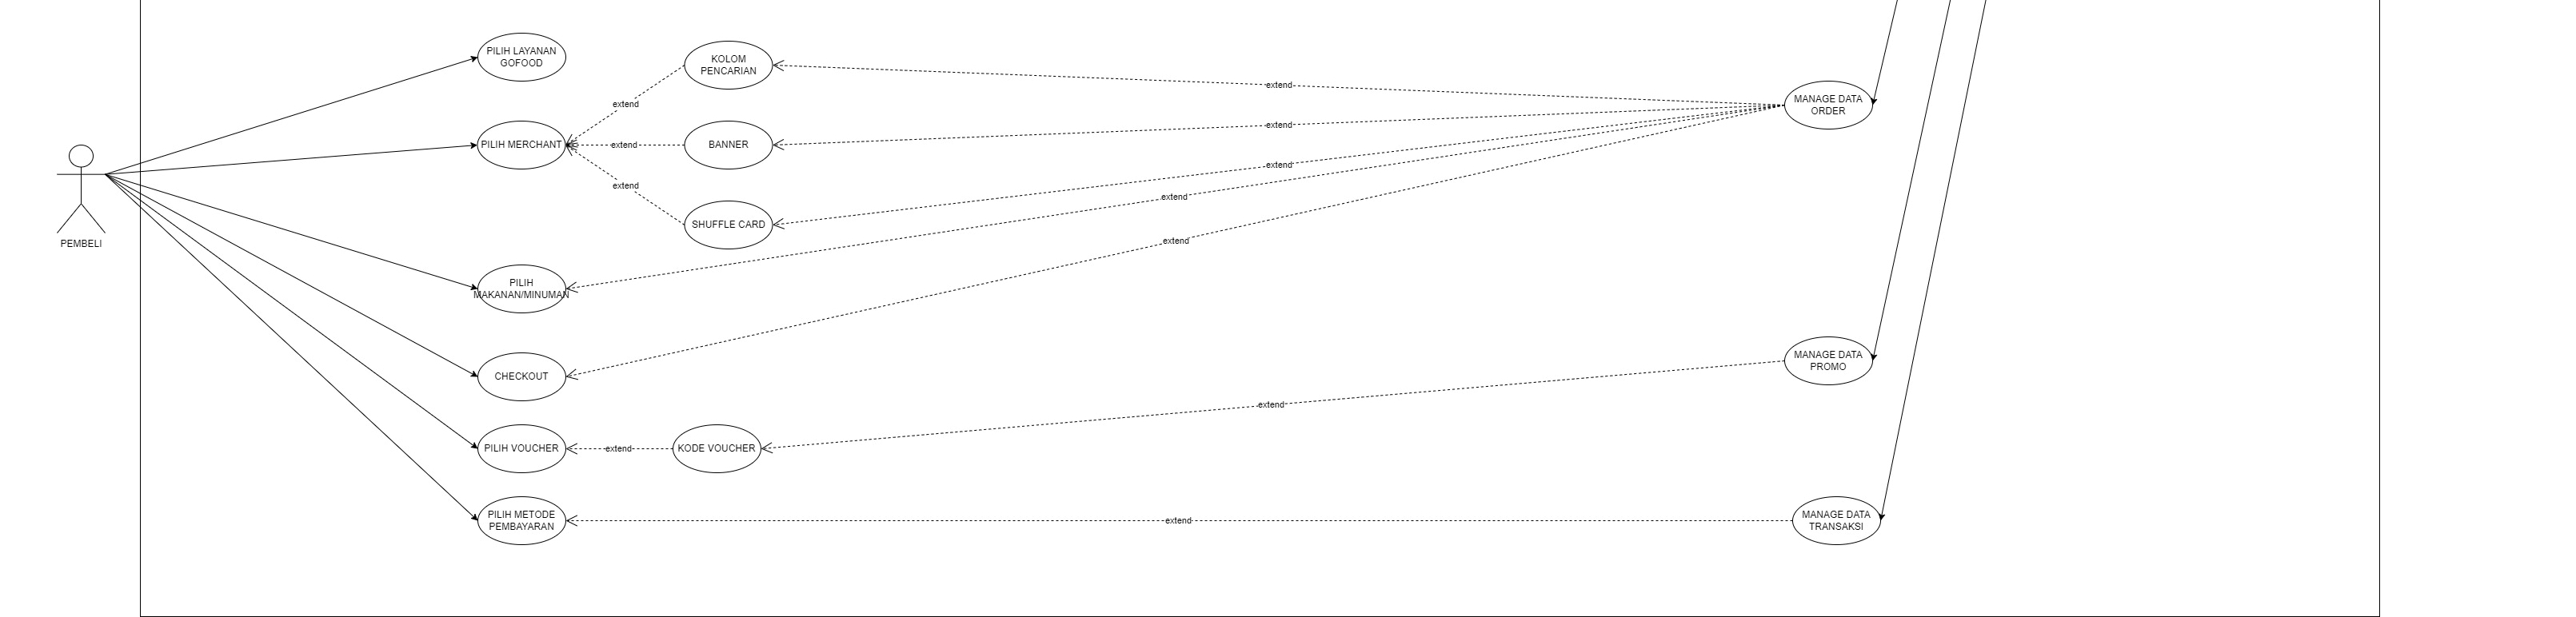 PILIH LAYANAN
GOFOOD
KOLOM
PENCARIAN
extend
MANAGE DATA
ORDER
extend
extend
PILIH MERCHANT
extend
BANNER
extend
extend
extend
SHUFFLE CARD
extend
PEMBELI
PILIH
MAKANAN/MINUMAN
MANAGE DATA
PROMO
CHECKOUT
extend
PILIH VOUCHER
extend
KODE VOUCHER
PILIH METODE
PEMBAYARAN
extend
MANAGE DATA
TRANSAKSI